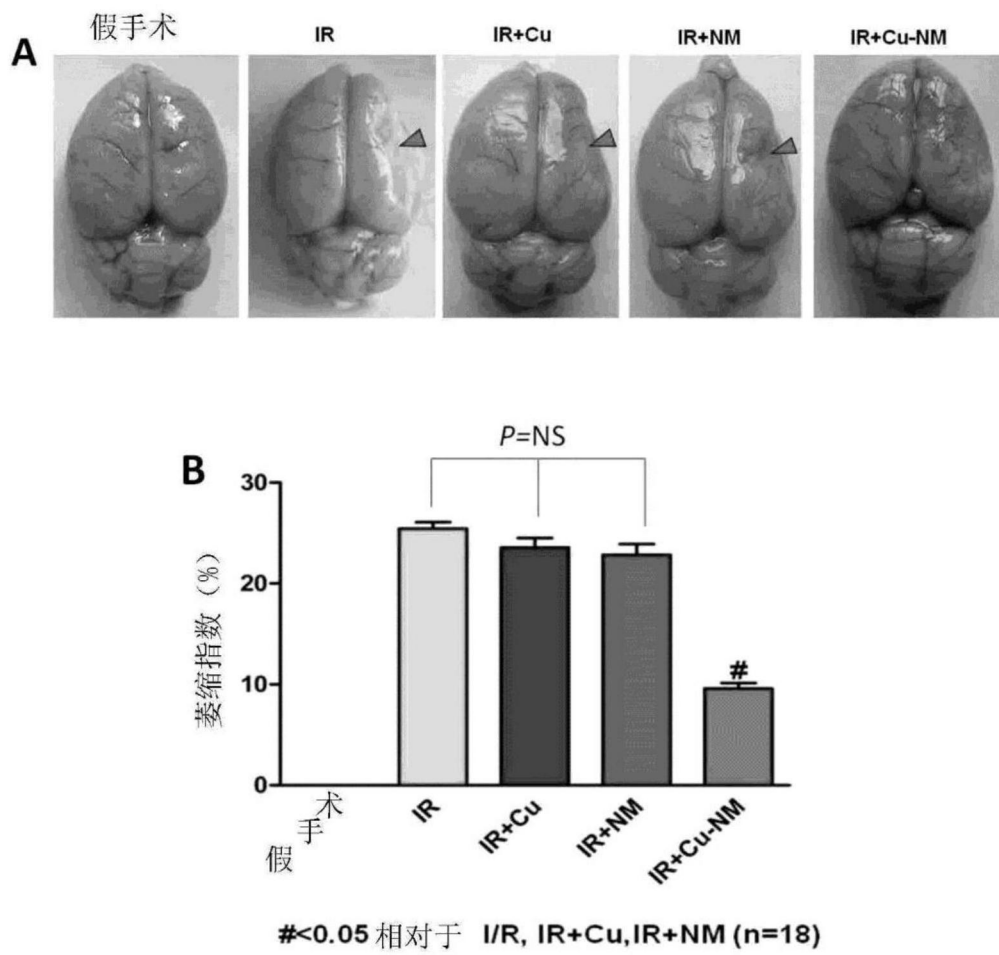 A
假手术 IR IR+Cu IR+NM IR+Cu-NM
B
P=NS
萎缩指数（%）
30
20
10
0
#
假手术 IR IR+Cu IR+NM IR+Cu-NM
#<0.05 相对于 I/R, IR+Cu,IR+NM (n=18)